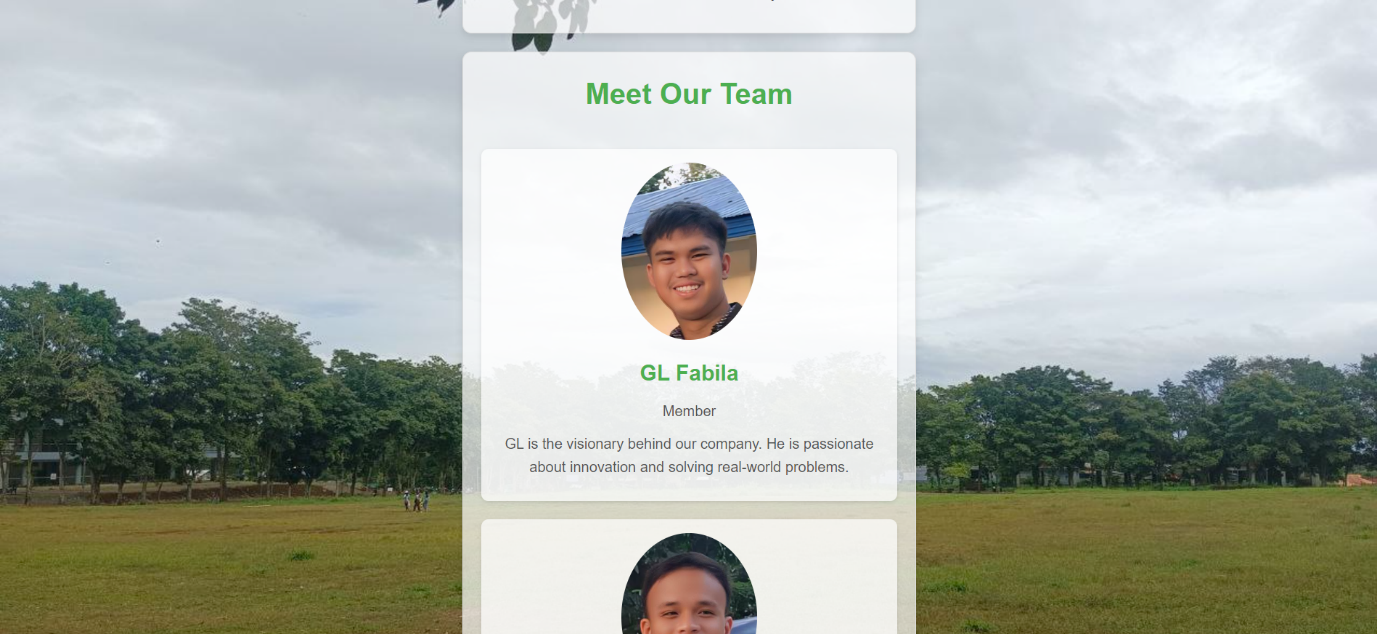 Meet Our Team
GL Fabila
Member
GL is the visionary behind our company. He is passionate
about innovation and solving real-world problems.